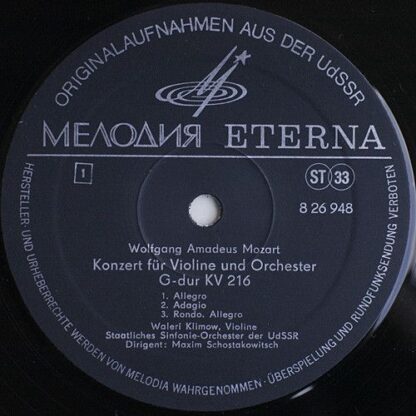 ORIGINALAUFNAHMEN AUS DER UdSSR
МЕЛОДИЯ ETERNA
1
ST 33
8 26 948
Wolfgang Amadeus Mozart
Konzert für Violine und Orchester
G-dur KV 216
1. Allegro
2. Adagio
3. Rondo. Allegro
Waleri Klimow, Violine
Staatliches Sinfonie-Orchester der UdSSR
Dirigent: Maxim Schostakowitsch
HERSTELLER- UND URHEBERRECHTE WERDEN VON MELODIA WAHRGENOMMEN · ÜBERSPIELUNG UND RUNDFUNKSENDUNG VERBOTEN